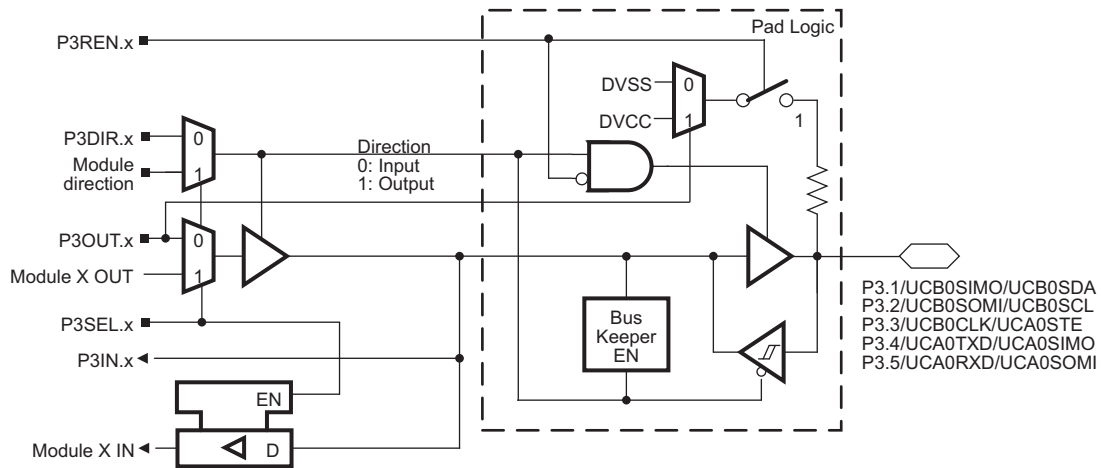 Pad Logic
P3REN.x
DVSS
0
DVCC
1
1
P3DIR.x
0
Module
direction
1
Direction
0: Input
1: Output
P3OUT.x
0
Module X OUT
1
P3SEL.x
P3IN.x
Bus
Keeper
EN
P3.1/UCB0SIMO/UCB0SDA
P3.2/UCB0SOMI/UCB0SCL
P3.3/UCB0CLK/UCA0STE
P3.4/UCA0TXD/UCA0SIMO
P3.5/UCA0RXD/UCA0SOMI
EN
Module X IN
D